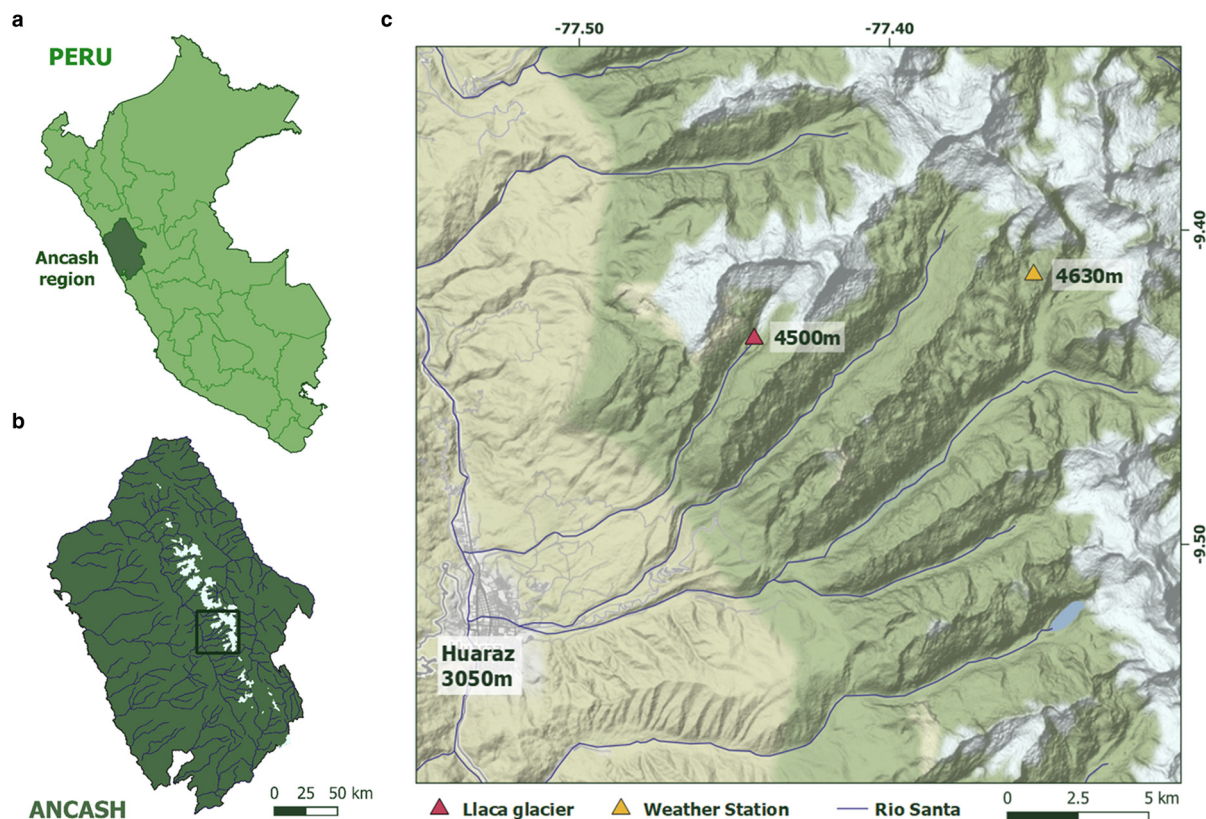 a
PERU
Ancash
region
b
ANCASH
0 25 50 km
c
-77.50
-77.40
-9.40
-9.50
4630m
4500m
Huaraz
3050m
Llaca glacier
Weather Station
Rio Santa
0 2.5 5 km